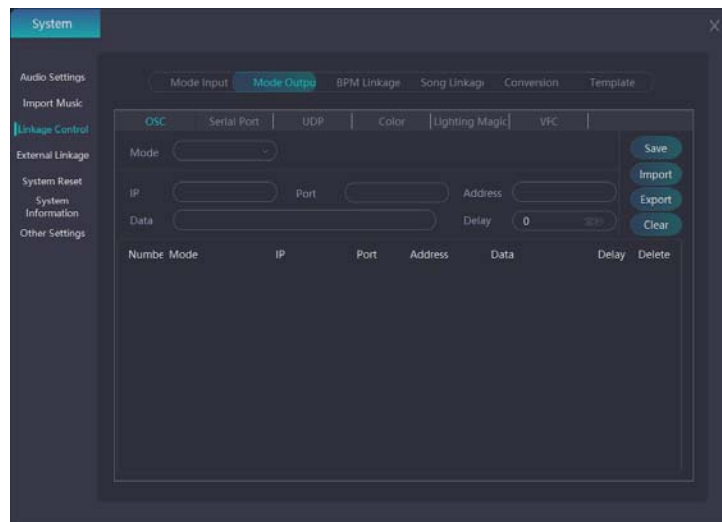 System
Audio Settings
Import Music
Linkage Control
External Linkage
System Reset
System
Information
Other Settings
Mode Input Mode Outpu BPM Linkage Song Linkage Conversion Template
OSC Serial Port UDP Color Lighting Magic VFC
Mode
IP Port Address
Data Delay 0
Save
Import
Export
Clear
Numbe Mode IP Port Address Data Delay Delete